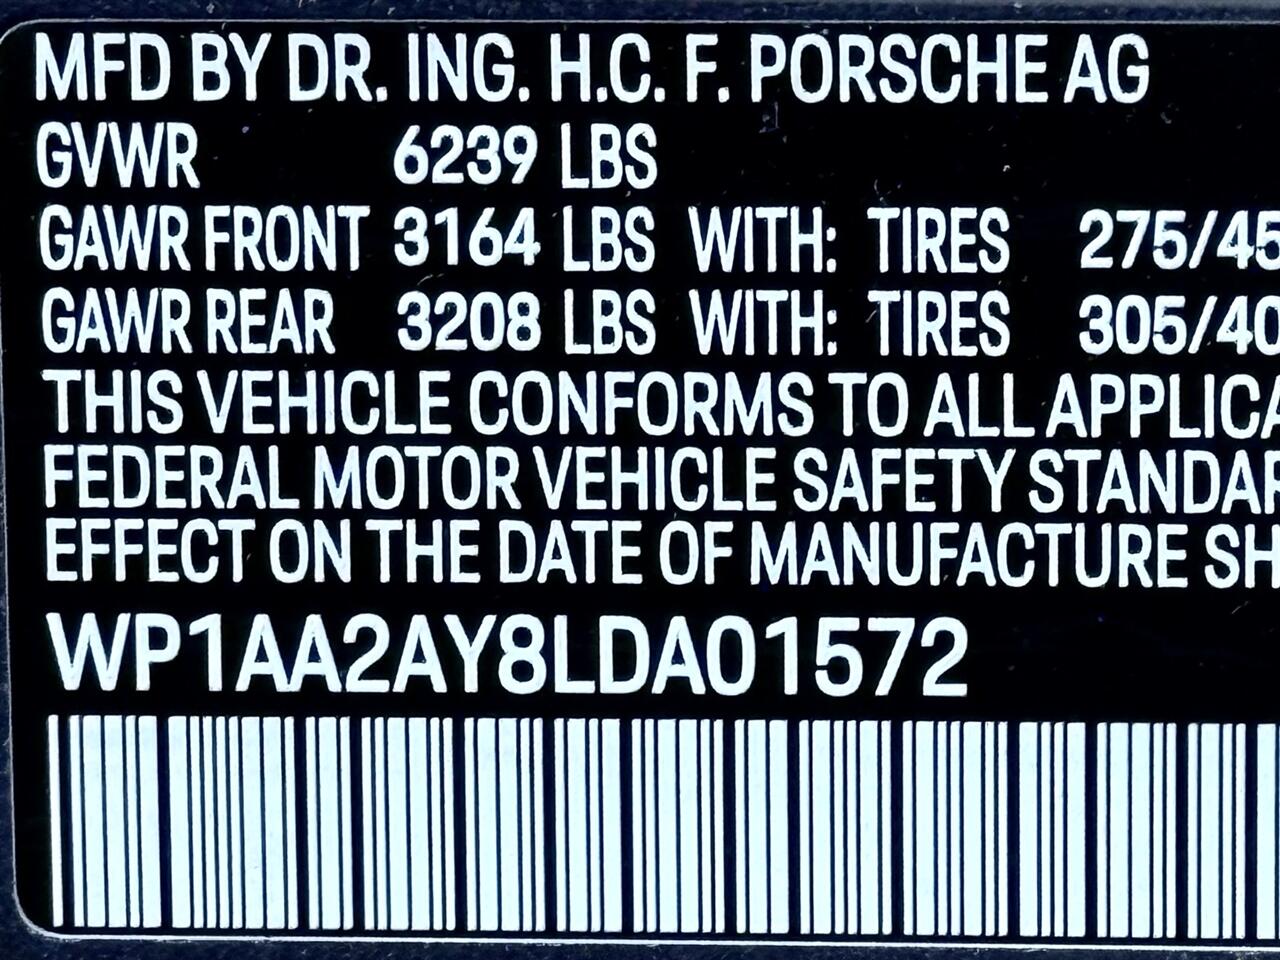 MFD BY DR. ING. H.C. F. PORSCHE AG
GVWR 6239 LBS
GAWR FRONT 3164 LBS WITH: TIRES 275/45
GAWR REAR 3208 LBS WITH: TIRES 305/40
THIS VEHICLE CONFORMS TO ALL APPLICA
FEDERAL MOTOR VEHICLE SAFETY STANDAR
EFFECT ON THE DATE OF MANUFACTURE SH
WP1AA2AY8LDA01572